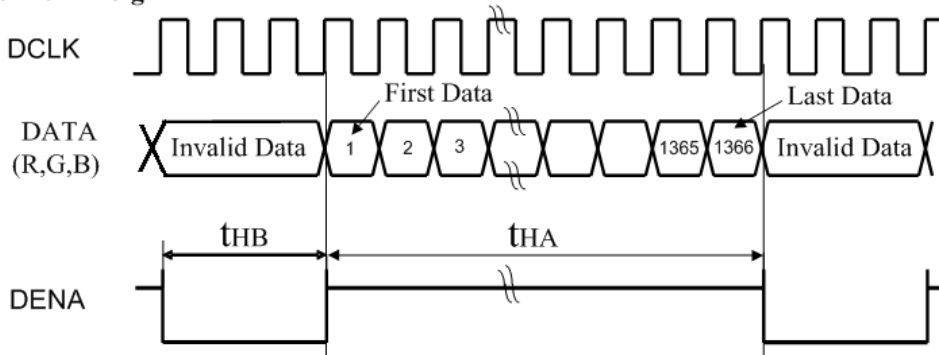 DCLK
First Data
Last Data
DATA
(R,G,B)
Invalid Data
1
2
3
1365
1366
Invalid Data
tHB
tHA
DENA